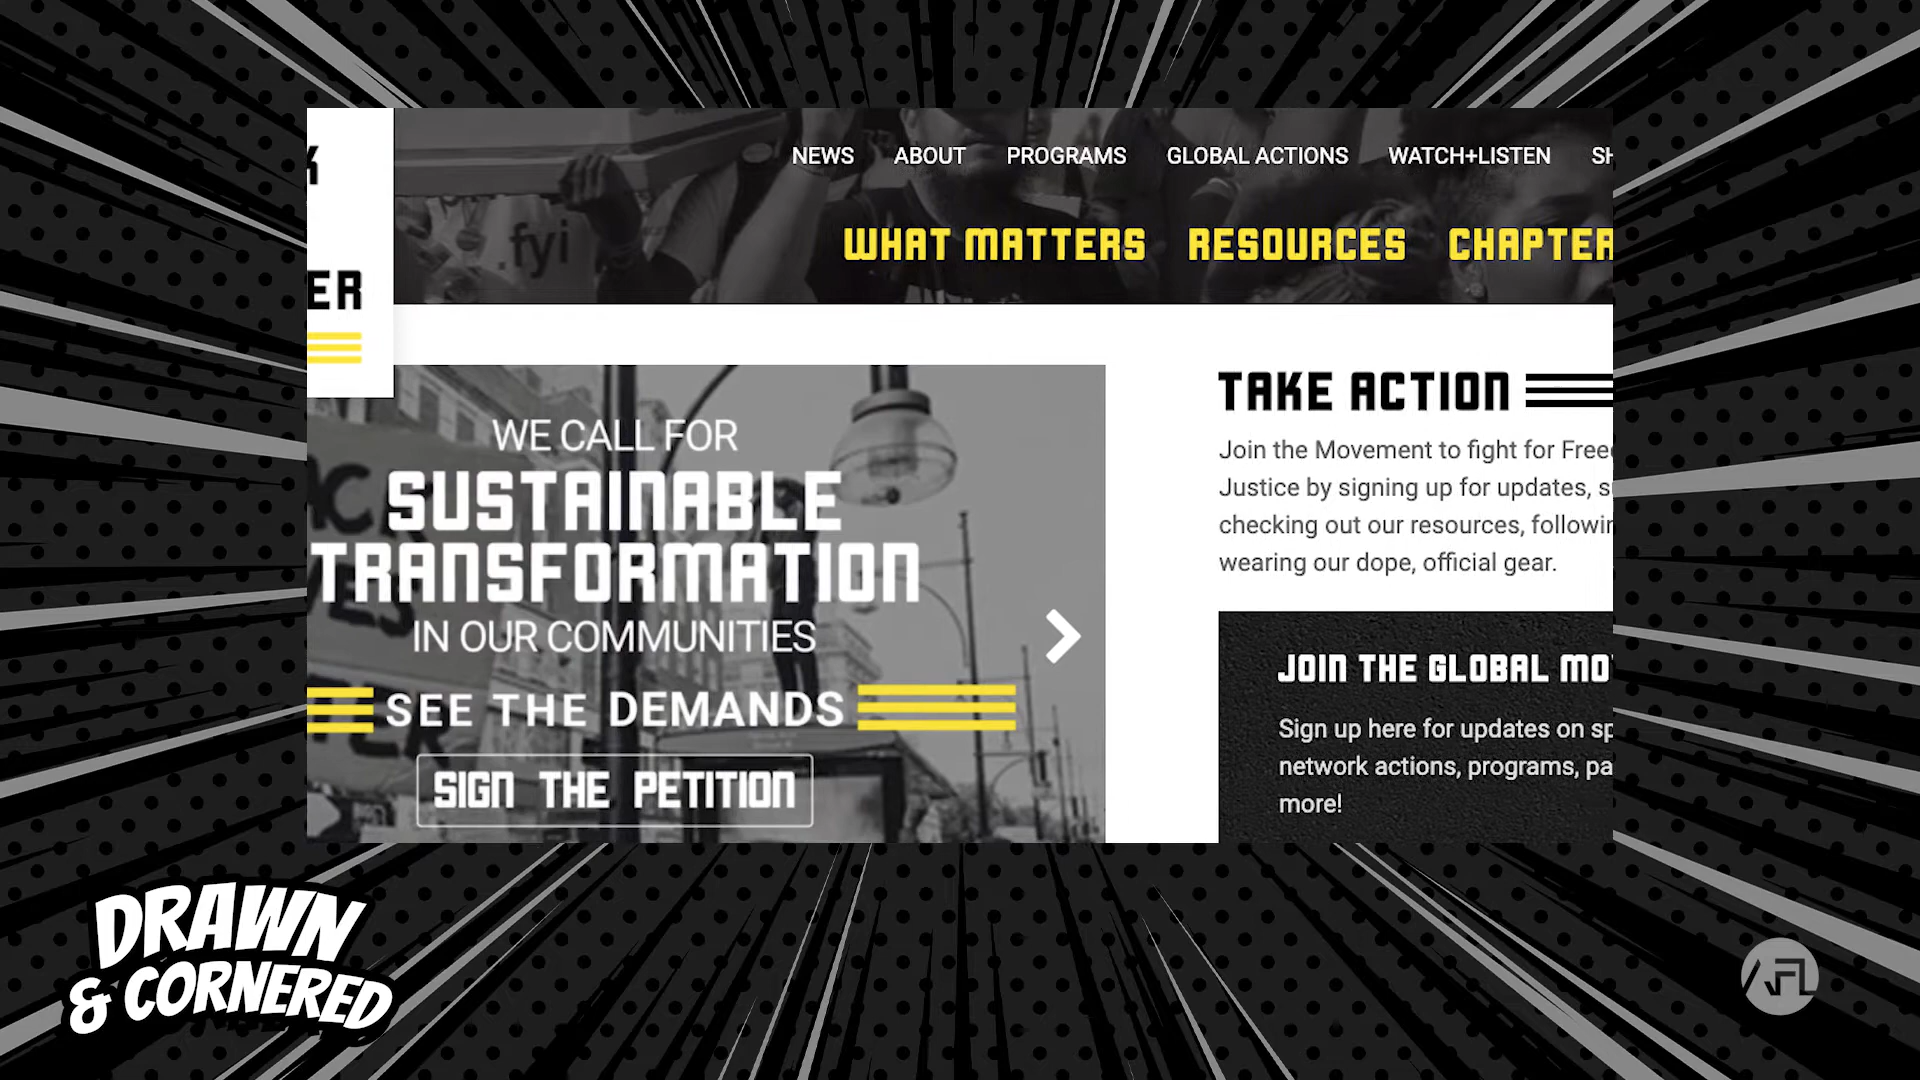 K
ER
NEWS ABOUT PROGRAMS GLOBAL ACTIONS WATCH+LISTEN SH
.fyi
WHAT MATTERS RESOURCES CHAPTER
WE CALL FOR
SUSTAINABLE
TRANSFORMATION
IN OUR COMMUNITIES
SEE THE DEMANDS
SIGN THE PETITION
TAKE ACTION
Join the Movement to fight for Free
Justice by signing up for updates, s
checking out our resources, followin
wearing our dope, official gear.
JOIN THE GLOBAL MO
Sign up here for updates on sp
network actions, programs, pa
more!
DRAWN
& CORNERED